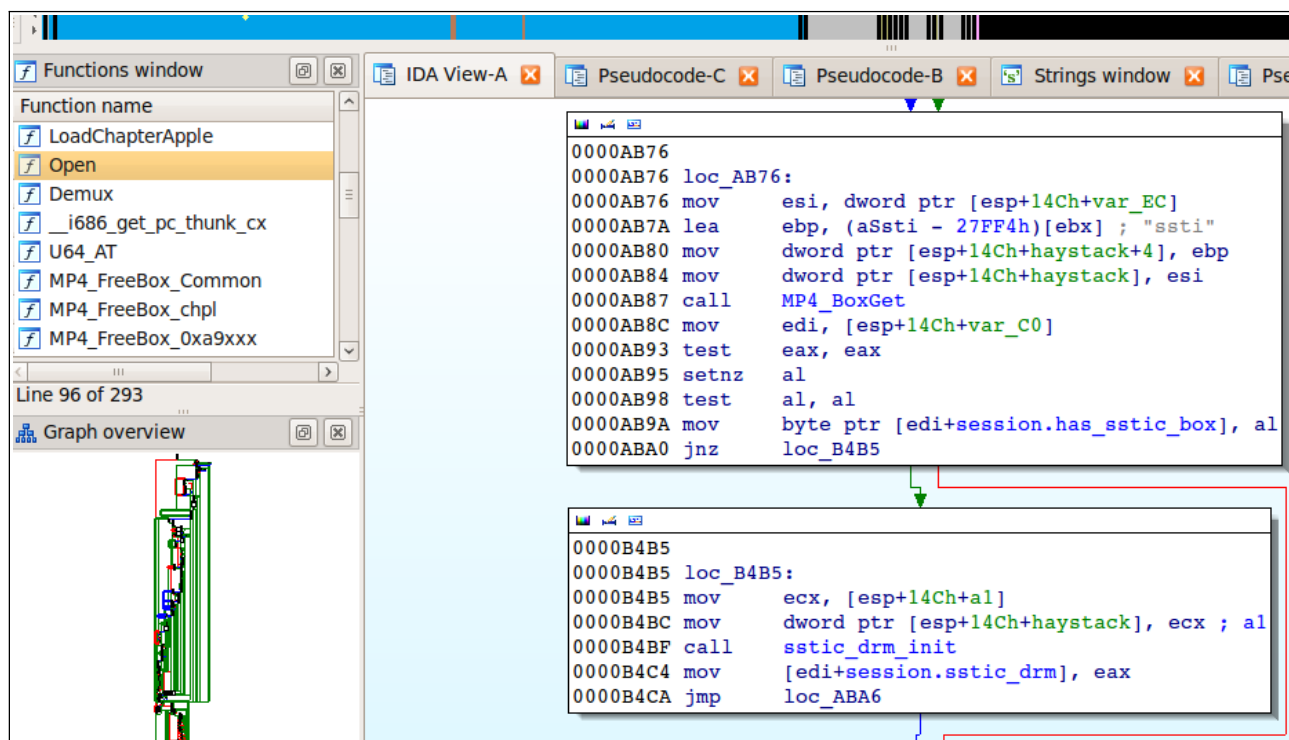 Functions window
IDA View-A
Pseudocode-C
Pseudocode-B
's' Strings window
Pse
Function name
f LoadChapterApple
f Open
f Demux
f __i686_get_pc_thunk_cx
f U64_AT
f MP4_FreeBox_Common
f MP4_FreeBox_chpl
f MP4_FreeBox_0xa9xxx
Line 96 of 293
Graph overview
0000AB76
0000AB76 loc_AB76:
0000AB76 mov esi, dword ptr [esp+14Ch+var_EC]
0000AB7A lea ebp, (aSsti - 27FF4h)[ebx] ; "ssti"
0000AB80 mov dword ptr [esp+14Ch+haystack+4], ebp
0000AB84 mov dword ptr [esp+14Ch+haystack], esi
0000AB87 call MP4_BoxGet
0000AB8C mov edi, [esp+14Ch+var_C0]
0000AB93 test eax, eax
0000AB95 setnz al
0000AB98 test al, al
0000AB9A mov byte ptr [edi+session.has_sstic_box], al
0000ABA0 jnz loc_B4B5
0000B4B5
0000B4B5 loc_B4B5:
0000B4B5 mov ecx, [esp+14Ch+a1]
0000B4BC mov dword ptr [esp+14Ch+haystack], ecx ; a1
0000B4BF call sstic_drm_init
0000B4C4 mov [edi+session.sstic_drm], eax
0000B4CA jmp loc_ABA6